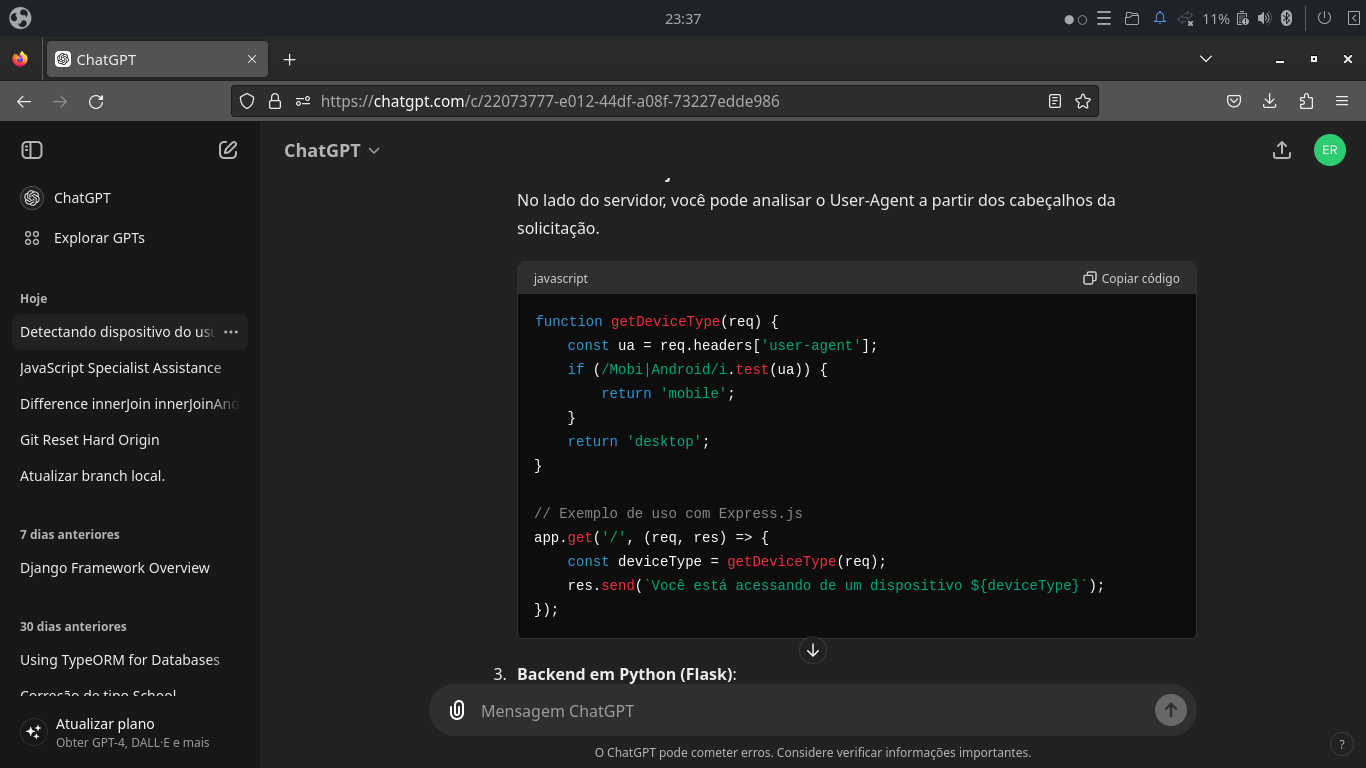 23:37
11%
ChatGPT
https://chatgpt.com/c/22073777-e012-44df-a08f-73227edde986
ChatGPT
Explorar GPTs
Hoje
Detectando dispositivo do usu
JavaScript Specialist Assistance
Difference innerJoin innerJoinAnd
Git Reset Hard Origin
Atualizar branch local.
7 dias anteriores
Django Framework Overview
30 dias anteriores
Using TypeORM for Databases
Correção de tipo School
Atualizar plano
Obter GPT-4, DALL·E e mais
ChatGPT
ER
No lado do servidor, você pode analisar o User-Agent a partir dos cabeçalhos da
solicitação.
javascript
Copiar código
function getDeviceType(req) {
    const ua = req.headers['user-agent'];
    if (/Mobi|Android/i.test(ua)) {
        return 'mobile';
    }
    return 'desktop';
}
// Exemplo de uso com Express.js
app.get('/', (req, res) => {
    const deviceType = getDeviceType(req);
    res.send(`Você está acessando de um dispositivo ${deviceType}`);
});
3. Backend em Python (Flask):
Mensagem ChatGPT
O ChatGPT pode cometer erros. Considere verificar informações importantes.
?